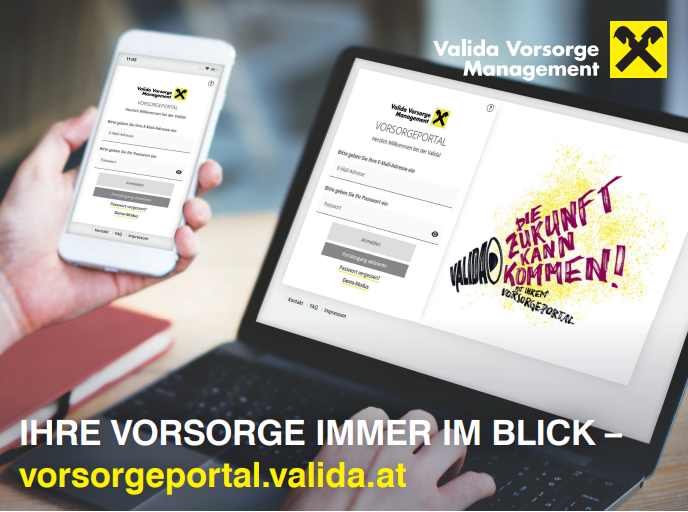 Valida Vorsorge
Management
11:05
Valida Vorsorge
Management
VORSORGEPORTAL
Herzlich Willkommen bei der Valida!
Bitte geben Sie Ihre E-Mail-Adresse ein:
E-Mail-Adresse
Bitte geben Sie Ihr Passwort ein:
Passwort
Anmelden
Portalzugang aktivieren
Passwort vergessen?
Demo-Modus
Kontakt · FAQ · Impressum
?
Valida Vorsorge
Management
VORSORGEPORTAL
Herzlich Willkommen bei der Valida!
Bitte geben Sie Ihre E-Mail-Adresse ein
E-Mail-Adresse
Bitte geben Sie Ihr Passwort ein
Passwort
Anmelden
Portalzugang aktivieren
Passwort vergessen?
Demo-Modus
Kontakt · FAQ · Impressum
?
VALIDA
DIE
ZUKUNFT
KANN
KOMMEN!
MIT IHREM
VORSORGEPORTAL
IHRE VORSORGE IMMER IM BLICK –
vorsorgeportal.valida.at